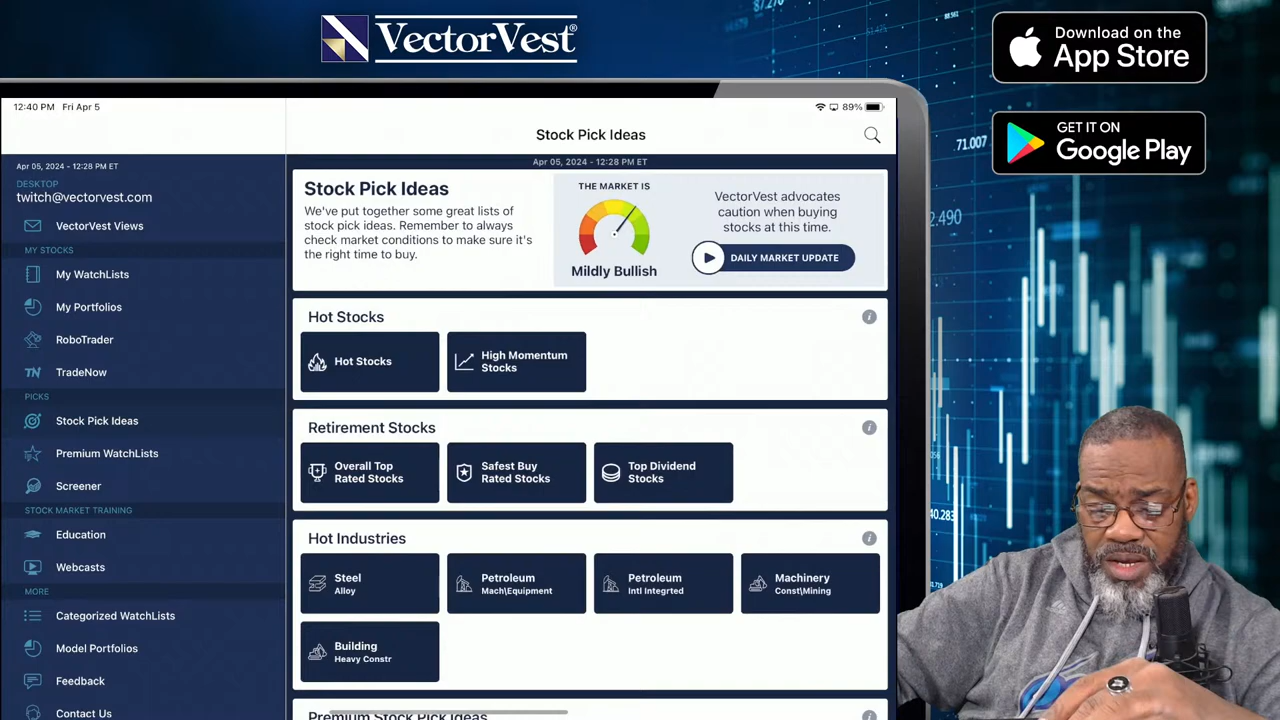 VectorVest®
Download on the
App Store
GET IT ON
Google Play
87.270
71.007
2.490
40.283
12:40 PM Fri Apr 5
89%
Stock Pick Ideas
Apr 05, 2024 - 12:28 PM ET
DESKTOP
twitch@vectorvest.com
VectorVest Views
MY STOCKS
My WatchLists
My Portfolios
RoboTrader
TN TradeNow
PICKS
Stock Pick Ideas
Premium WatchLists
Screener
STOCK MARKET TRAINING
Education
Webcasts
MORE
Categorized WatchLists
Model Portfolios
Feedback
Contact Us
Apr 05, 2024 - 12:28 PM ET
Stock Pick Ideas
We've put together some great lists of
stock pick ideas. Remember to always
check market conditions to make sure it's
the right time to buy.
THE MARKET IS
Mildly Bullish
VectorVest advocates
caution when buying
stocks at this time.
DAILY MARKET UPDATE
Hot Stocks
i
Hot Stocks
High Momentum
Stocks
Retirement Stocks
i
Overall Top
Rated Stocks
Safest Buy
Rated Stocks
Top Dividend
Stocks
Hot Industries
i
Steel
Alloy
Petroleum
Mach\Equipment
Petroleum
Intl Integrted
Machinery
Const\Mining
Building
Heavy Constr
Premium Stock Pick Ideas
i